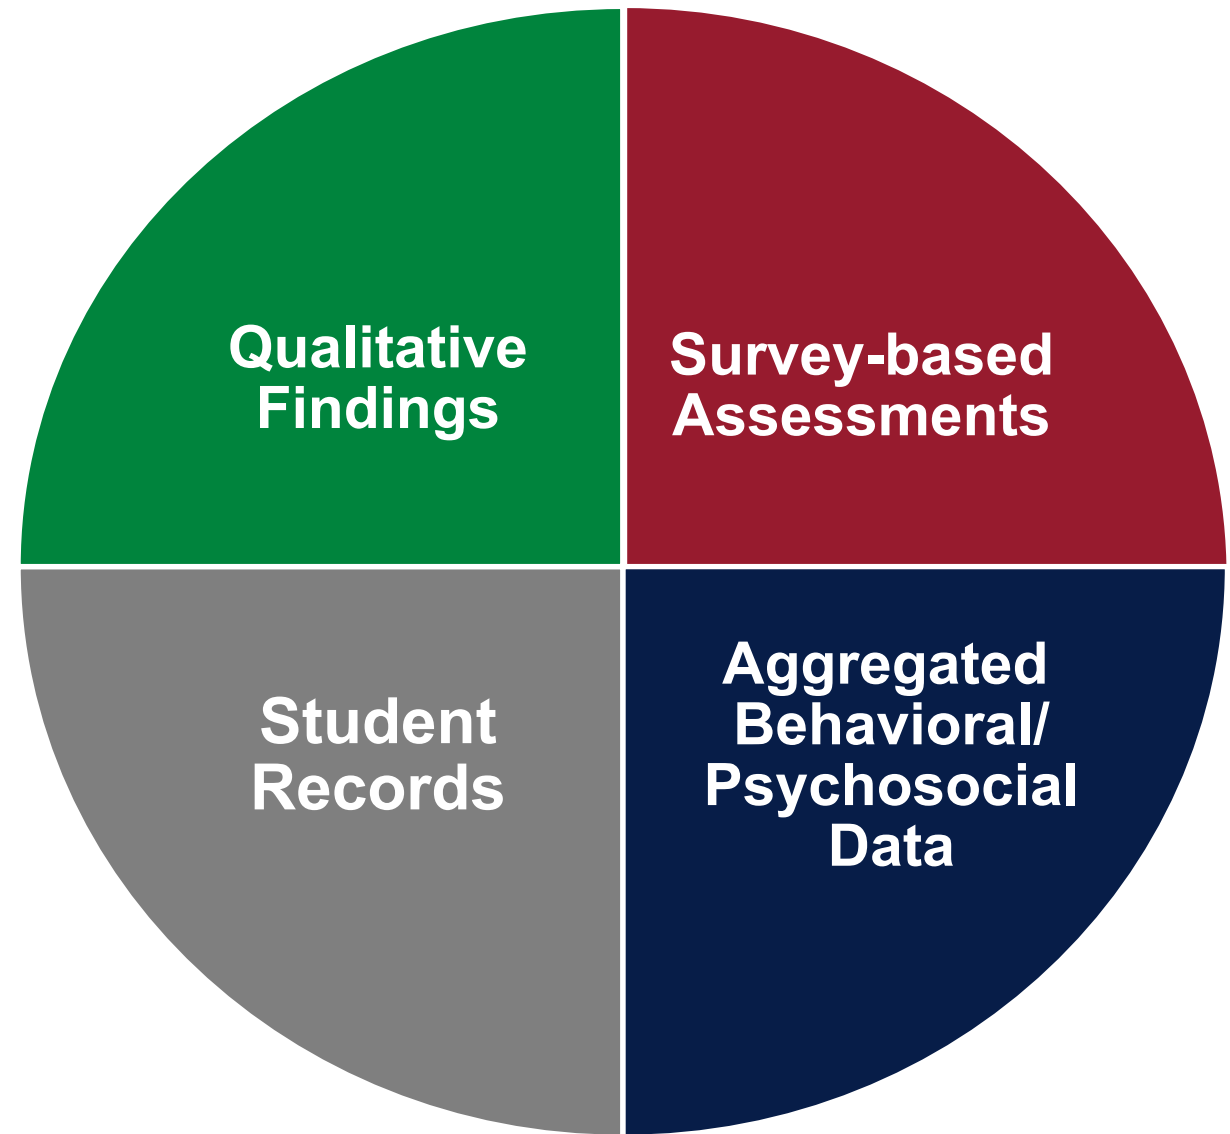 Qualitative
Findings
Survey-based
Assessments
Student
Records
Aggregated
Behavioral/
Psychosocial
Data